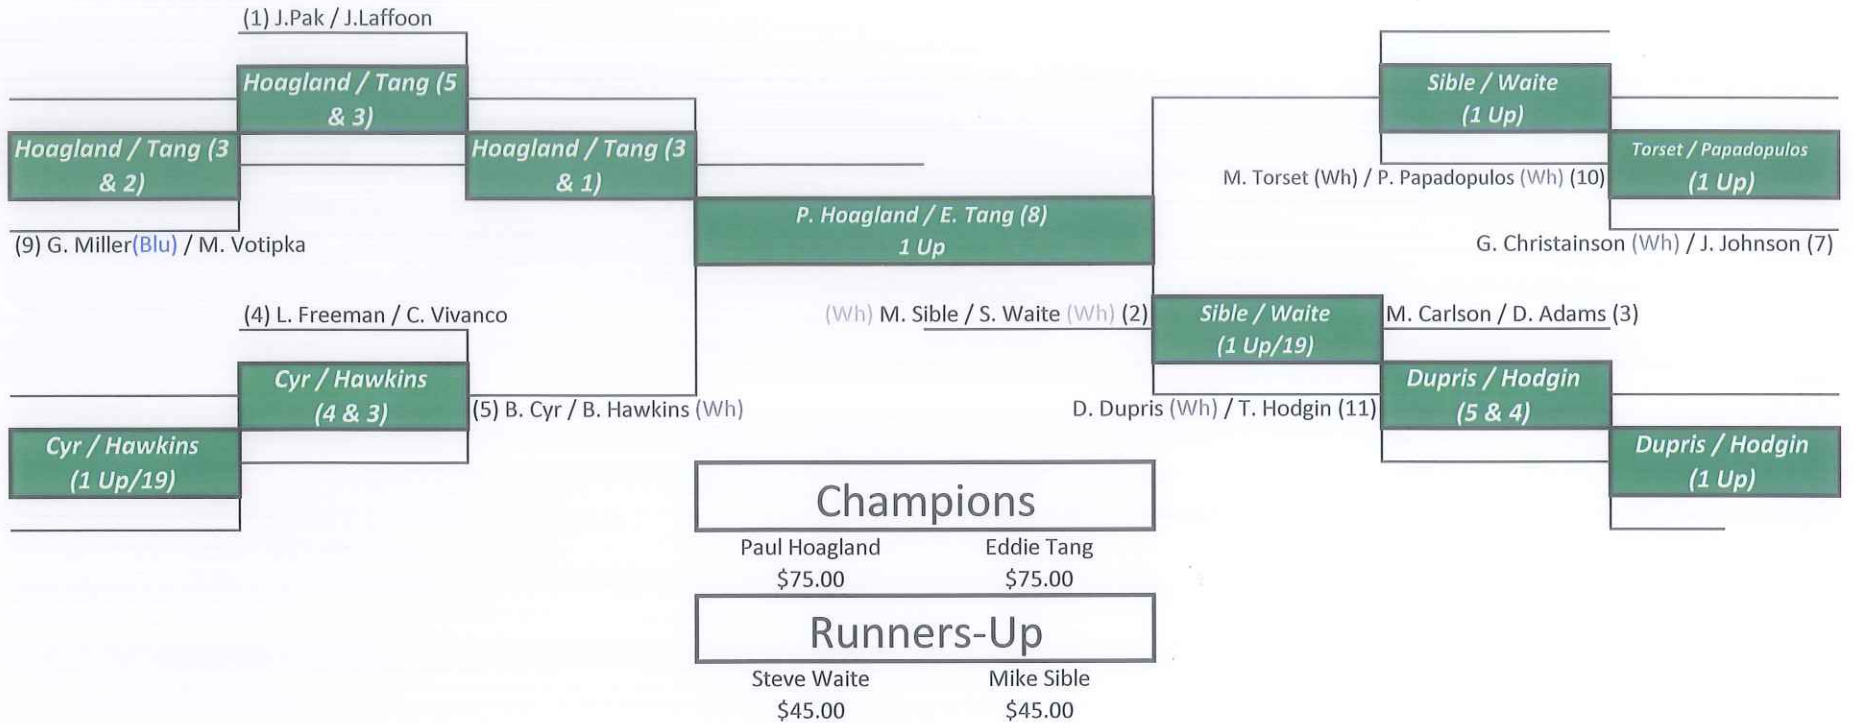 (1) J.Pak / J.Laffoon
Hoagland / Tang (5
& 3)
Hoagland / Tang (3
& 2)
Hoagland / Tang (3
& 1)
(9) G. Miller(Blu) / M. Votipka
(4) L. Freeman / C. Vivanco
Cyr / Hawkins
(4 & 3)
(5) B. Cyr / B. Hawkins (Wh)
Cyr / Hawkins
(1 Up/19)
P. Hoagland / E. Tang (8)
1 Up
(Wh) M. Sible / S. Waite (Wh) (2)
Sible / Waite
(1 Up)
M. Torset (Wh) / P. Papadopulos (Wh) (10)
Torset / Papadopulos
(1 Up)
G. Christainson (Wh) / J. Johnson (7)
Sible / Waite
(1 Up/19)
M. Carlson / D. Adams (3)
Dupris / Hodgin
(5 & 4)
D. Dupris (Wh) / T. Hodgin (11)
Dupris / Hodgin
(1 Up)
Champions
Paul Hoagland Eddie Tang
$75.00 $75.00
Runners-Up
Steve Waite Mike Sible
$45.00 $45.00